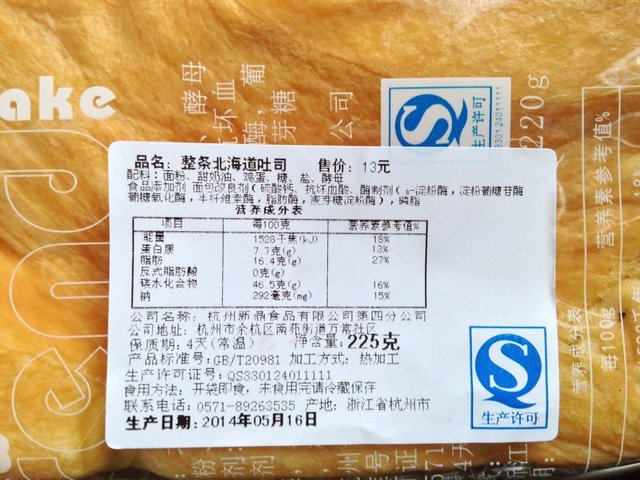 ake
品名：整条北海道吐司 售价：13元
配料：面粉、甜奶油、鸡蛋、糖、盐、酵母
食品添加剂 面包改良剂（硫酸钙、抗坏血酸、酶制剂（a-淀粉酶，淀粉葡糖苷酶
葡糖氧化酶，半纤维素酶，脂肪酶，麦芽糖淀粉酶），磷脂
营养成分表
项目 每100克 营养素参考值%
能量 1528千焦(kJ) 18%
蛋白质 7.7克(g) 13%
脂肪 16.4克(g) 27%
反式脂肪酸 0克(g)
碳水化合物 46.5克(g) 16%
钠 292毫克(mg) 15%
公司名称：杭州新鼎食品有限公司第四分公司
公司地址：杭州市余杭区南苑街道万常社区
保质期：4天(常温) 净含量：225克
产品标准号：GB/T20981 加工方式：热加工
生产许可证号：QS330124011111
食用方法：开袋即食，未食用完请冷藏保存
联系电话：0571-89263535 产地：浙江省杭州市
生产日期：2014年05月16日
生产许可
生产许可
220g
营养素参考值%
营养成分表
每100g
酵母
抗坏血
葡
酶，
芽糖
公司